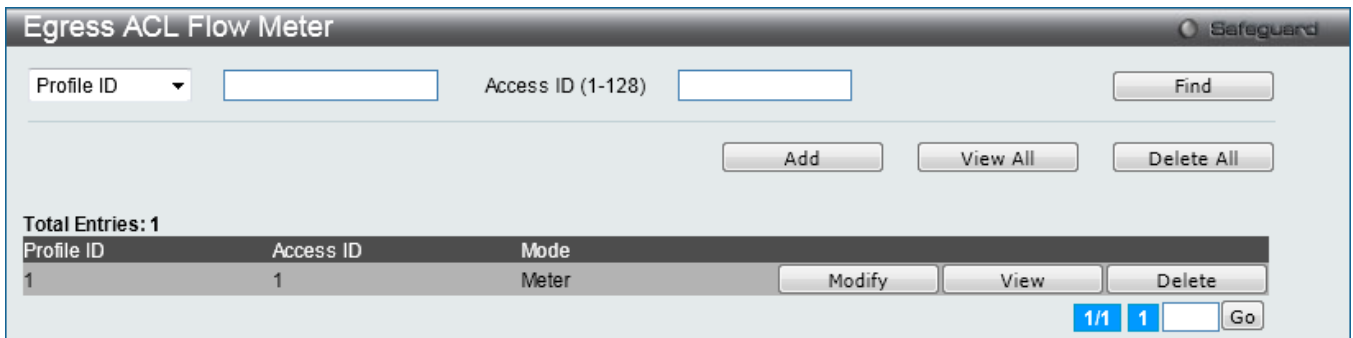 Egress ACL Flow Meter Safeguard
Profile ID Access ID (1-128) Find
Add View All Delete All
Total Entries: 1
Profile ID Access ID Mode
1 1 Meter Modify View Delete
1/1 1 Go